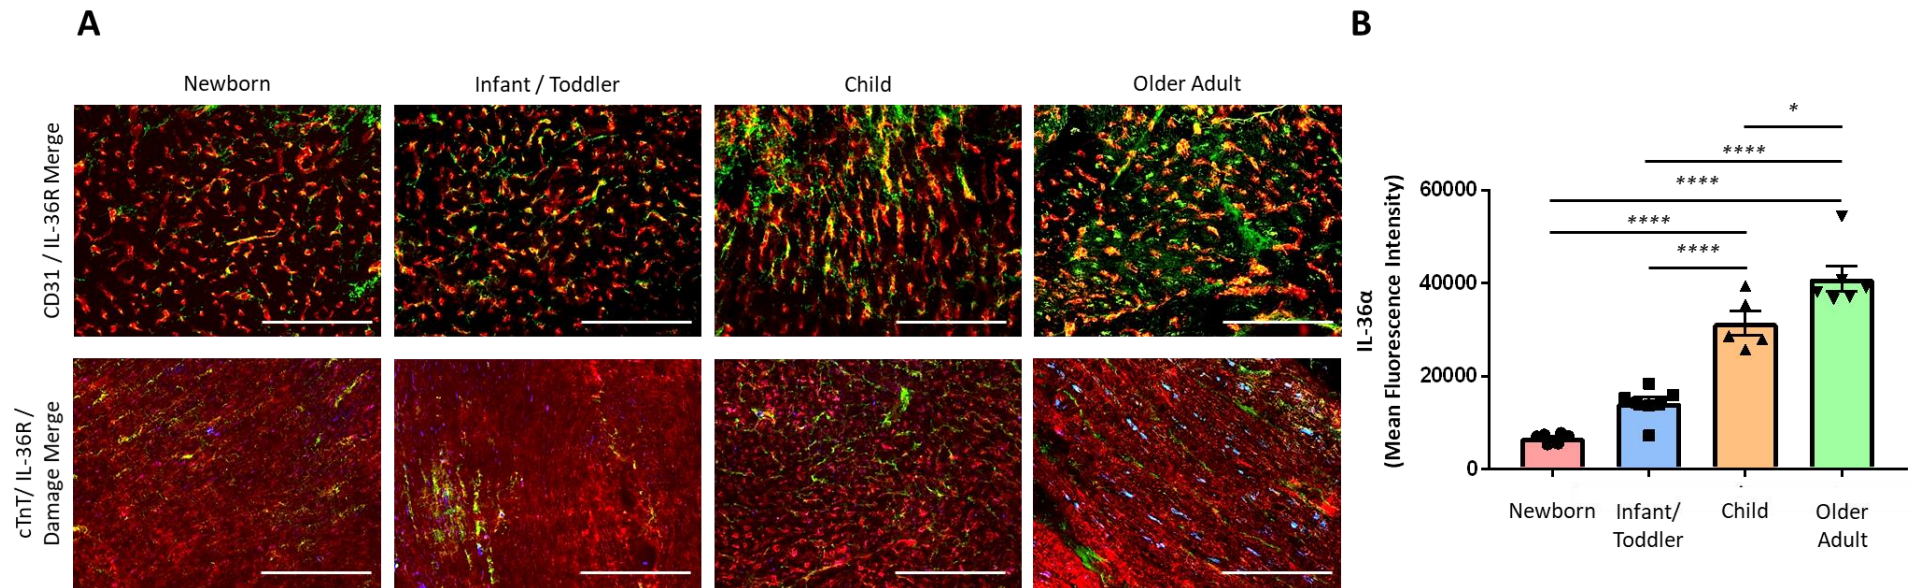 A
B
Newborn
Infant / Toddler
Child
Older Adult
CD31 / IL-36R Merge
cTnT/ IL-36R /
Damage Merge
*
****
****
****
****
IL-36α
(Mean Fluorescence Intensity)
60000
40000
20000
0
Newborn
Infant/
Toddler
Child
Older
Adult